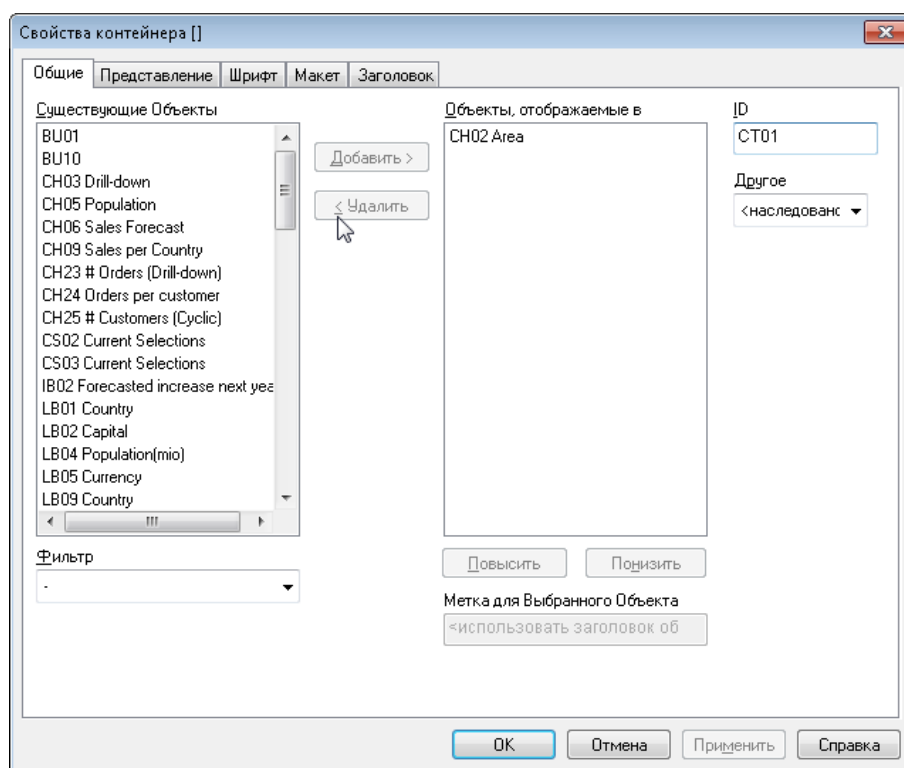 Свойства контейнера []
Общие Представление Шрифт Макет Заголовок
Существующие Объекты
BU01
BU10
CH03 Drill-down
CH05 Population
CH06 Sales Forecast
CH09 Sales per Country
CH23 # Orders (Drill-down)
CH24 Orders per customer
CH25 # Customers (Cyclic)
CS02 Current Selections
CS03 Current Selections
IB02 Forecasted increase next yea
LB01 Country
LB02 Capital
LB04 Population(mio)
LB05 Currency
LB09 Country
Фильтр
-
Добавить >
< Удалить
Объекты, отображаемые в
CH02 Area
Повысить Понизить
Метка для Выбранного Объекта
<использовать заголовок об
ID
CT01
Другое
<наследованс
OK Отмена Применить Справка